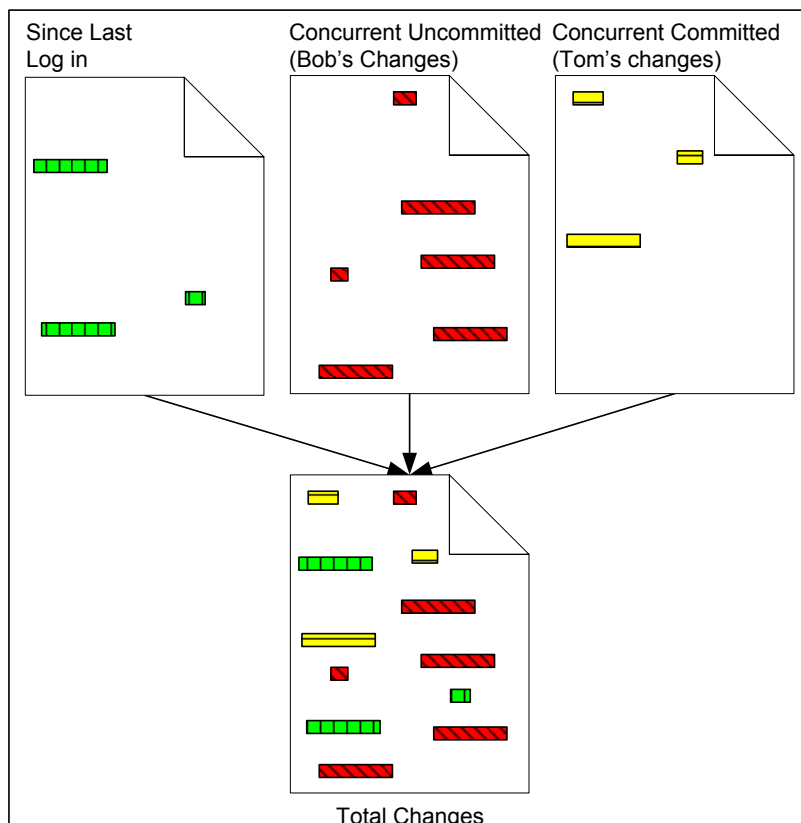 Since Last
Log in
Concurrent Uncommitted
(Bob's Changes)
Concurrent Committed
(Tom's changes)
Total Changes